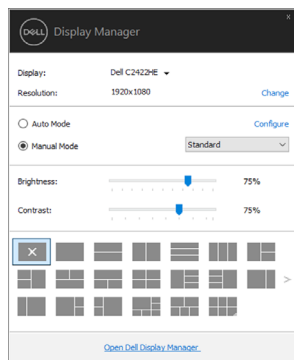 x
DELL Display Manager
Display: Dell C2422HE
Resolution: 1920x1080 Change
Auto Mode Configure
Manual Mode Standard
Brightness: 75%
Contrast: 75%
Open Dell Display Manager